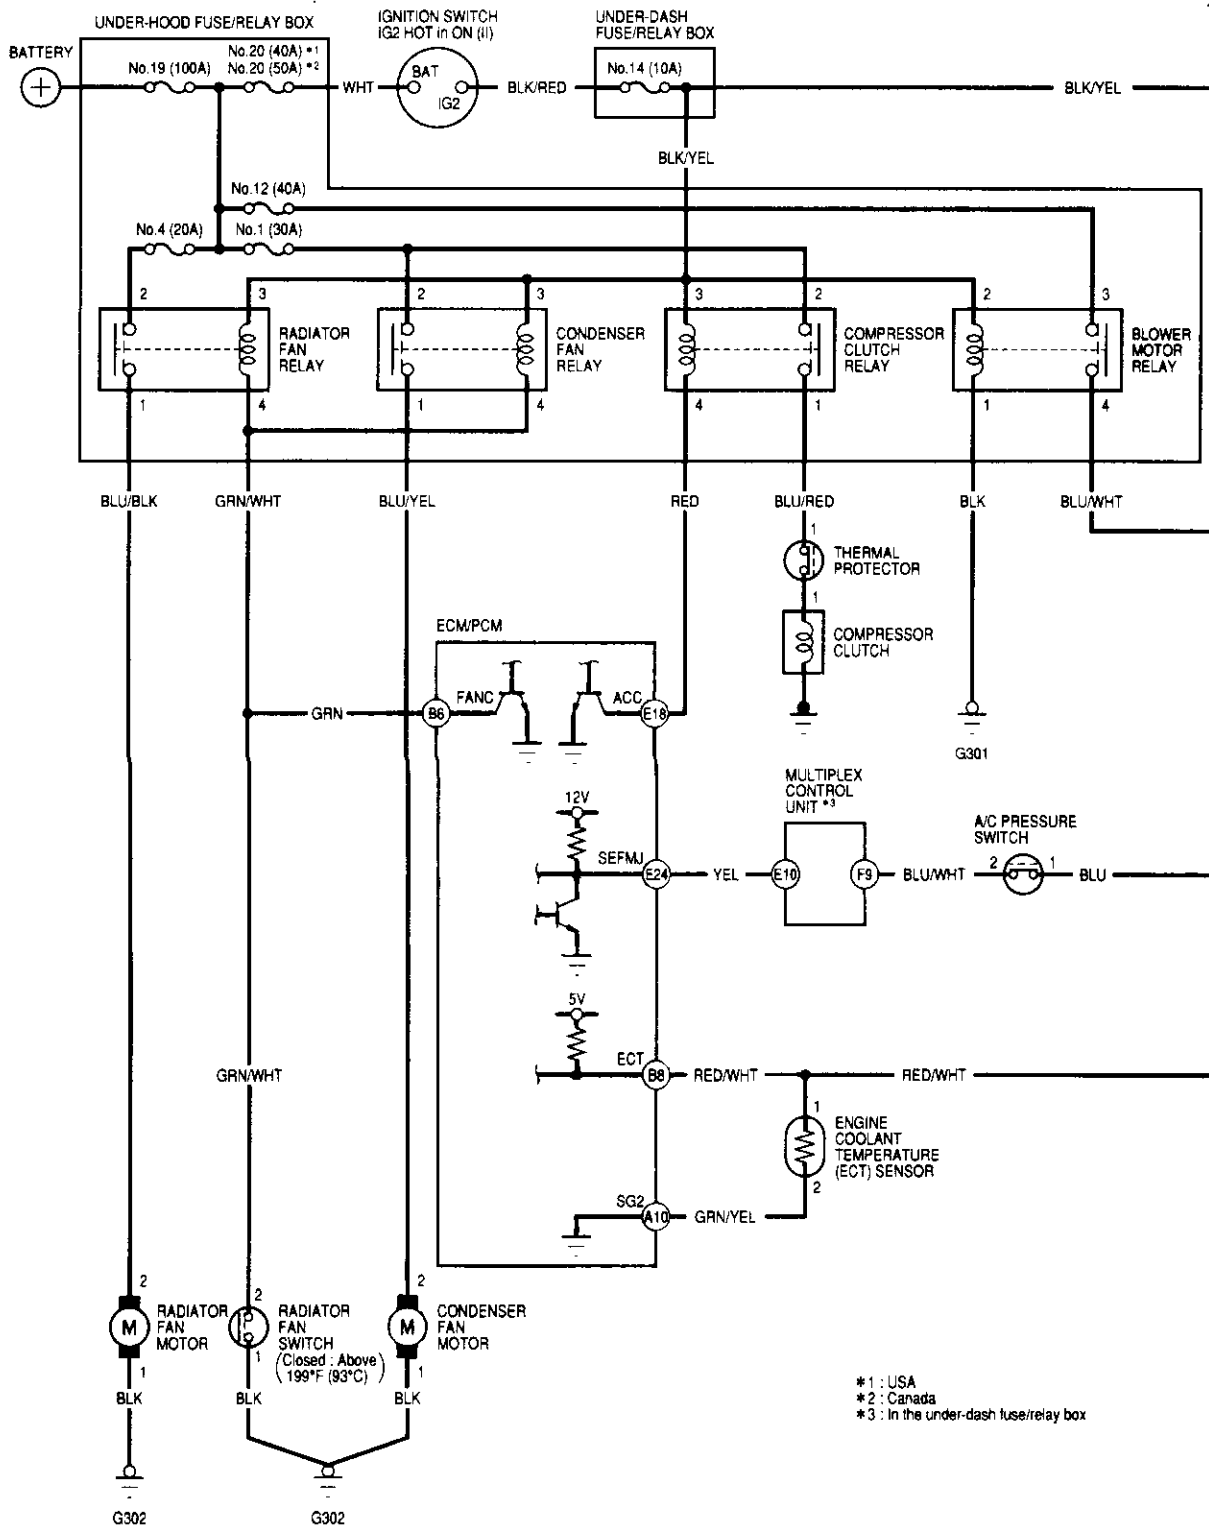 UNDER-HOOD FUSE/RELAY BOX
IGNITION SWITCH
IG2 HOT in ON (II)
UNDER-DASH
FUSE/RELAY BOX
BATTERY
No.19 (100A)
No.20 (40A) *1
No.20 (50A) *2
WHT
BAT
IG2
BLK/RED
No.14 (10A)
BLK/YEL
BLK/YEL
No.12 (40A)
No.4 (20A)
No.1 (30A)
2
3
2
3
3
2
2
3
RADIATOR
FAN
RELAY
CONDENSER
FAN
RELAY
COMPRESSOR
CLUTCH
RELAY
BLOWER
MOTOR
RELAY
1
4
1
4
4
1
1
4
BLU/BLK
GRN/WHT
BLU/YEL
RED
BLU/RED
BLK
BLU/WHT
1
THERMAL
PROTECTOR
1
COMPRESSOR
CLUTCH
ECM/PCM
GRN
B6
FANC
ACC
E18
G301
MULTIPLEX
CONTROL
UNIT *3
A/C PRESSURE
SWITCH
12V
SEFMJ
E24
YEL
E10
F9
BLU/WHT
2
1
BLU
5V
ECT
B8
RED/WHT
RED/WHT
GRN/WHT
1
ENGINE
COOLANT
TEMPERATURE
(ECT) SENSOR
2
SG2
A10
GRN/YEL
2
RADIATOR
FAN
MOTOR
M
1
2
RADIATOR
FAN
SWITCH
(Closed : Above
199°F (93°C))
1
2
CONDENSER
FAN
MOTOR
M
1
BLK
BLK
BLK
*1 : USA
*2 : Canada
*3 : In the under-dash fuse/relay box
G302
G302